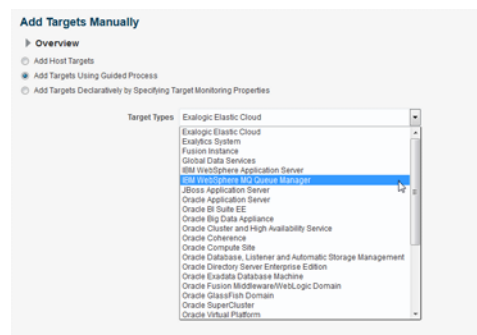 Add Targets Manually
Overview
Add Host Targets
Add Targets Using Guided Process
Add Targets Declaratively by Specifying Target Monitoring Properties
Target Types Exalogic Elastic Cloud
Exalogic Elastic Cloud
Exalytics System
Fusion Instance
Global Data Services
IBM WebSphere Application Server
IBM WebSphere MQ Queue Manager
JBoss Application Server
Oracle Application Server
Oracle BI Suite EE
Oracle Big Data Appliance
Oracle Cluster and High Availability Service
Oracle Coherence
Oracle Compute Site
Oracle Database, Listener and Automatic Storage Management
Oracle Directory Server Enterprise Edition
Oracle Exadata Database Machine
Oracle Fusion Middleware/WebLogic Domain
Oracle GlassFish Domain
Oracle SuperCluster
Oracle Virtual Platform